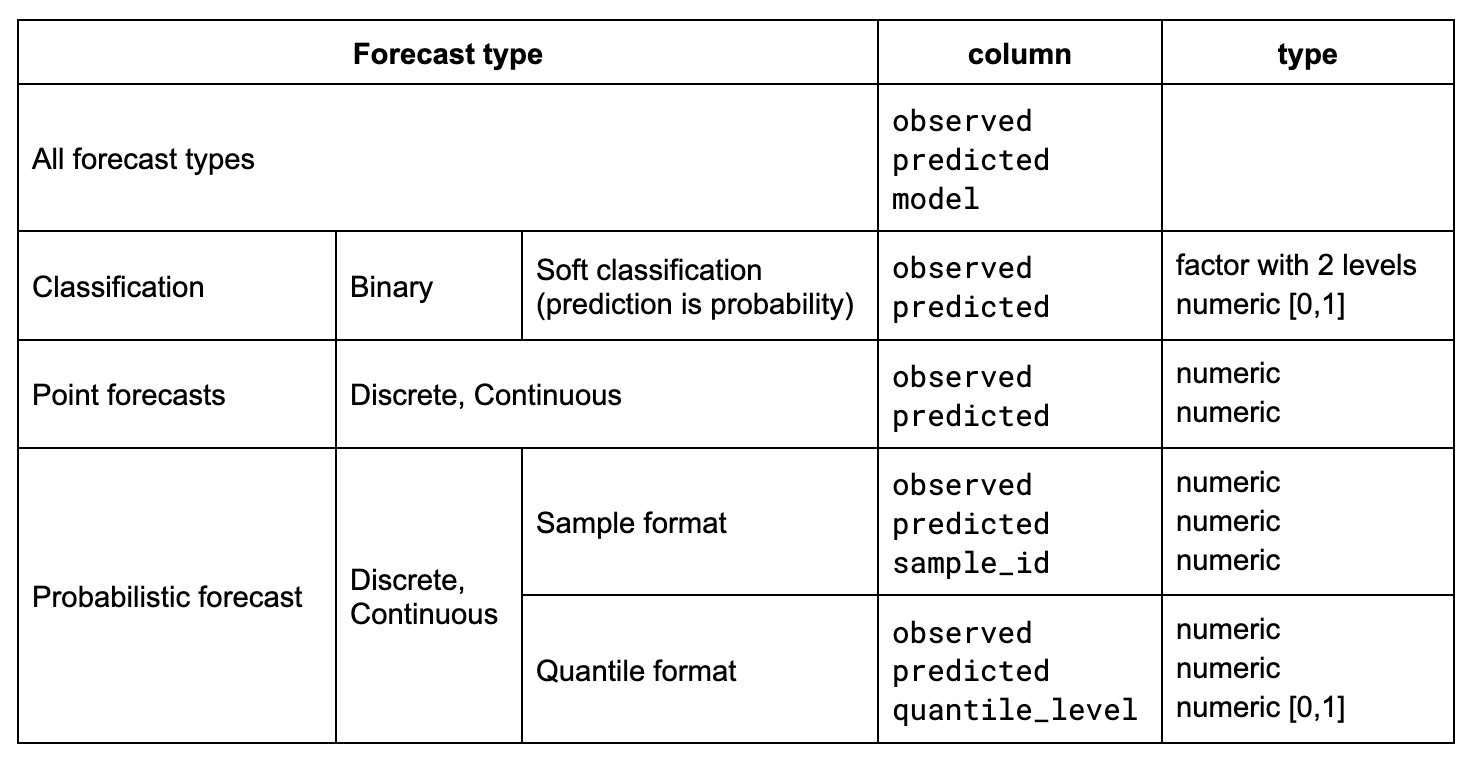 Forecast type column type
All forecast types
observed
predicted
model
Classification
Binary
Soft classification
(prediction is probability)
observed
predicted
factor with 2 levels
numeric [0,1]
Point forecasts
Discrete, Continuous
observed
predicted
numeric
numeric
Probabilistic forecast
Discrete,
Continuous
Sample format
observed
predicted
sample_id
numeric
numeric
numeric
Quantile format
observed
predicted
quantile_level
numeric
numeric
numeric [0,1]